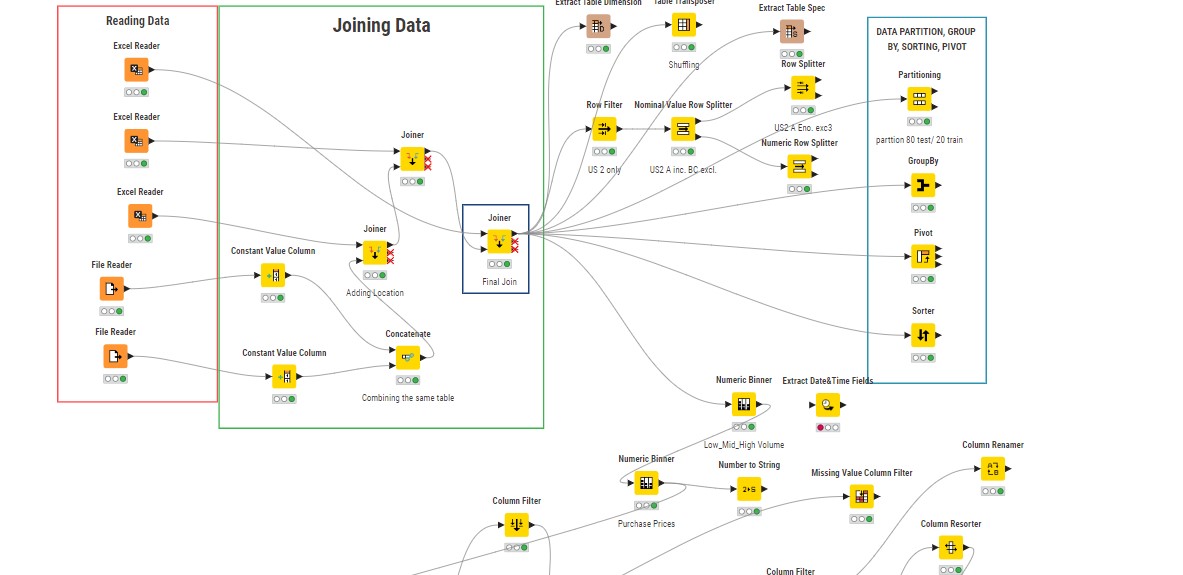 Reading Data
Excel Reader
Excel Reader
Excel Reader
File Reader
File Reader
Joining Data
Joiner
Joiner
Adding Location
Constant Value Column
Constant Value Column
Concatenate
Combining the same table
Joiner
Final Join
Extract Table Dimension
Table Transposer
Shuffling
Extract Table Spec
Row Splitter
US2 A Eno. exc3
Row Filter
US 2 only
Nominal Value Row Splitter
US2 A inc. BC excl.
Numeric Row Splitter
DATA PARTITION, GROUP
BY, SORTING, PIVOT
Partitioning
parttion 80 test/ 20 train
GroupBy
Pivot
Sorter
Numeric Binner
Low_Mid_High Volume
Extract Date&Time Fields
Numeric Binner
Purchase Prices
Number to String
2▸S
Missing Value Column Filter
Column Renamer
Column Filter
Column Resorter
Column Filter